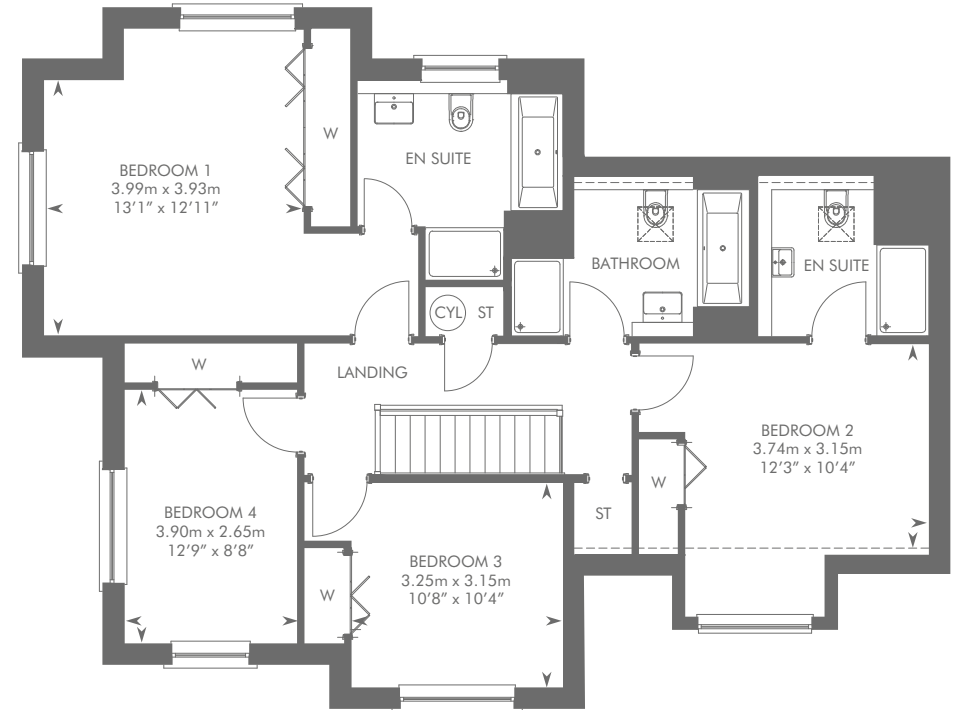 W
EN SUITE
BEDROOM 1
3.99m x 3.93m
13’1” x 12’11”
BATHROOM
EN SUITE
CYL
ST
W
LANDING
BEDROOM 2
3.74m x 3.15m
12’3” x 10’4”
W
BEDROOM 4
3.90m x 2.65m
12’9” x 8’8”
ST
BEDROOM 3
3.25m x 3.15m
10’8” x 10’4”
W